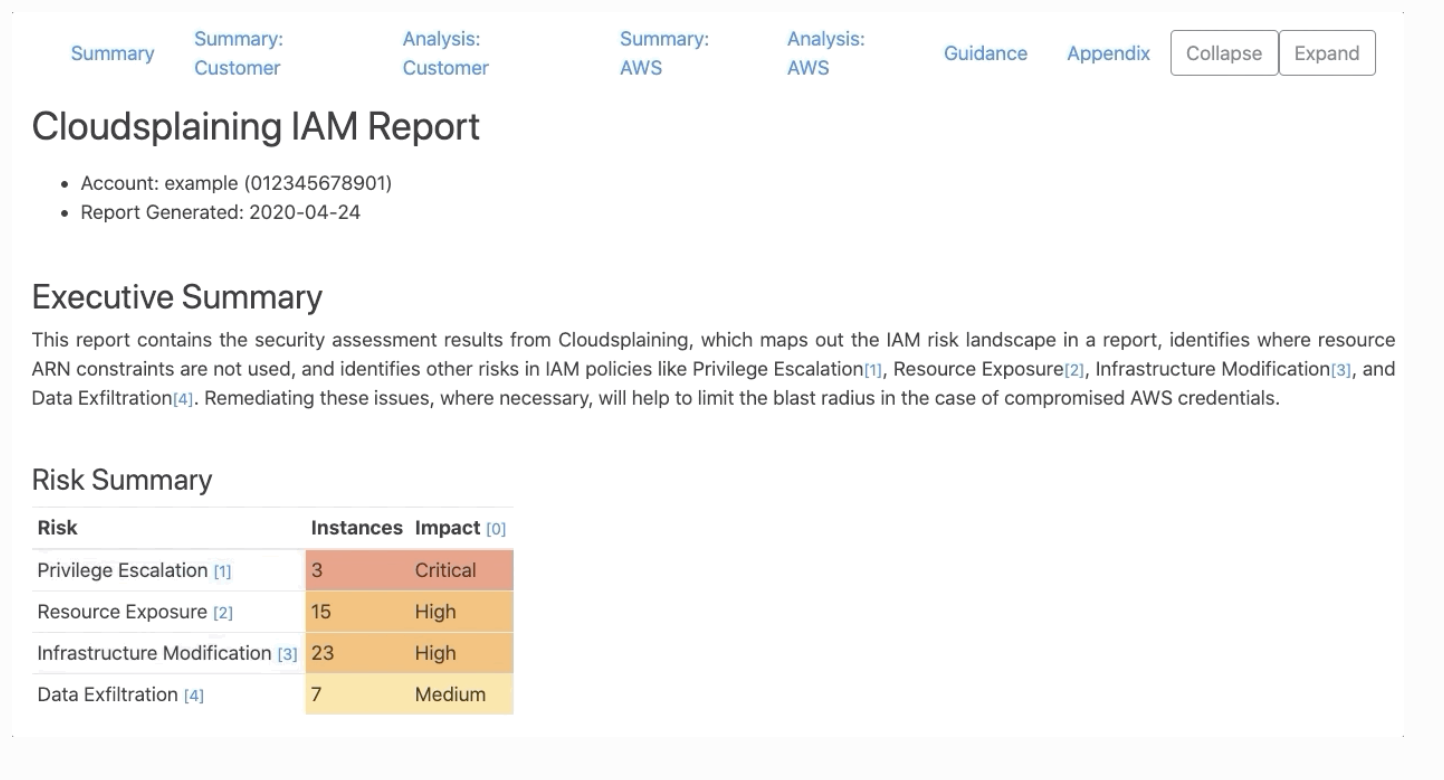 Summary
Summary:
Customer
Analysis:
Customer
Summary:
AWS
Analysis:
AWS
Guidance
Appendix
Collapse
Expand
Cloudsplaining IAM Report
• Account: example (012345678901)
• Report Generated: 2020-04-24
Executive Summary
This report contains the security assessment results from Cloudsplaining, which maps out the IAM risk landscape in a report, identifies where resource
ARN constraints are not used, and identifies other risks in IAM policies like Privilege Escalation[1], Resource Exposure[2], Infrastructure Modification[3], and
Data Exfiltration[4]. Remediating these issues, where necessary, will help to limit the blast radius in the case of compromised AWS credentials.
Risk Summary
Risk Instances Impact [0]
Privilege Escalation [1] 3 Critical
Resource Exposure [2] 15 High
Infrastructure Modification [3] 23 High
Data Exfiltration [4] 7 Medium